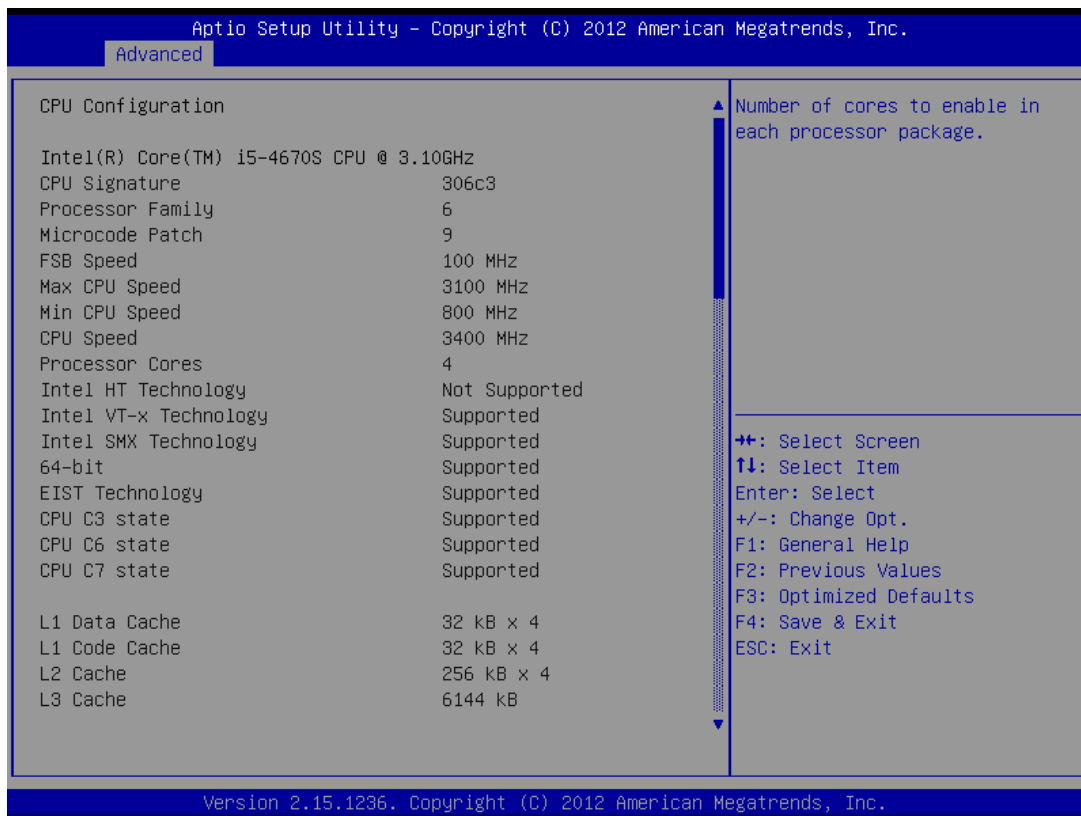 Aptio Setup Utility – Copyright (C) 2012 American Megatrends, Inc.
Advanced
CPU Configuration
Intel(R) Core(TM) i5-4670S CPU @ 3.10GHz
CPU Signature 306c3
Processor Family 6
Microcode Patch 9
FSB Speed 100 MHz
Max CPU Speed 3100 MHz
Min CPU Speed 800 MHz
CPU Speed 3400 MHz
Processor Cores 4
Intel HT Technology Not Supported
Intel VT-x Technology Supported
Intel SMX Technology Supported
64-bit Supported
EIST Technology Supported
CPU C3 state Supported
CPU C6 state Supported
CPU C7 state Supported
L1 Data Cache 32 kB x 4
L1 Code Cache 32 kB x 4
L2 Cache 256 kB x 4
L3 Cache 6144 kB
Number of cores to enable in
each processor package.
→←: Select Screen
↑↓: Select Item
Enter: Select
+/-: Change Opt.
F1: General Help
F2: Previous Values
F3: Optimized Defaults
F4: Save & Exit
ESC: Exit
Version 2.15.1236. Copyright (C) 2012 American Megatrends, Inc.